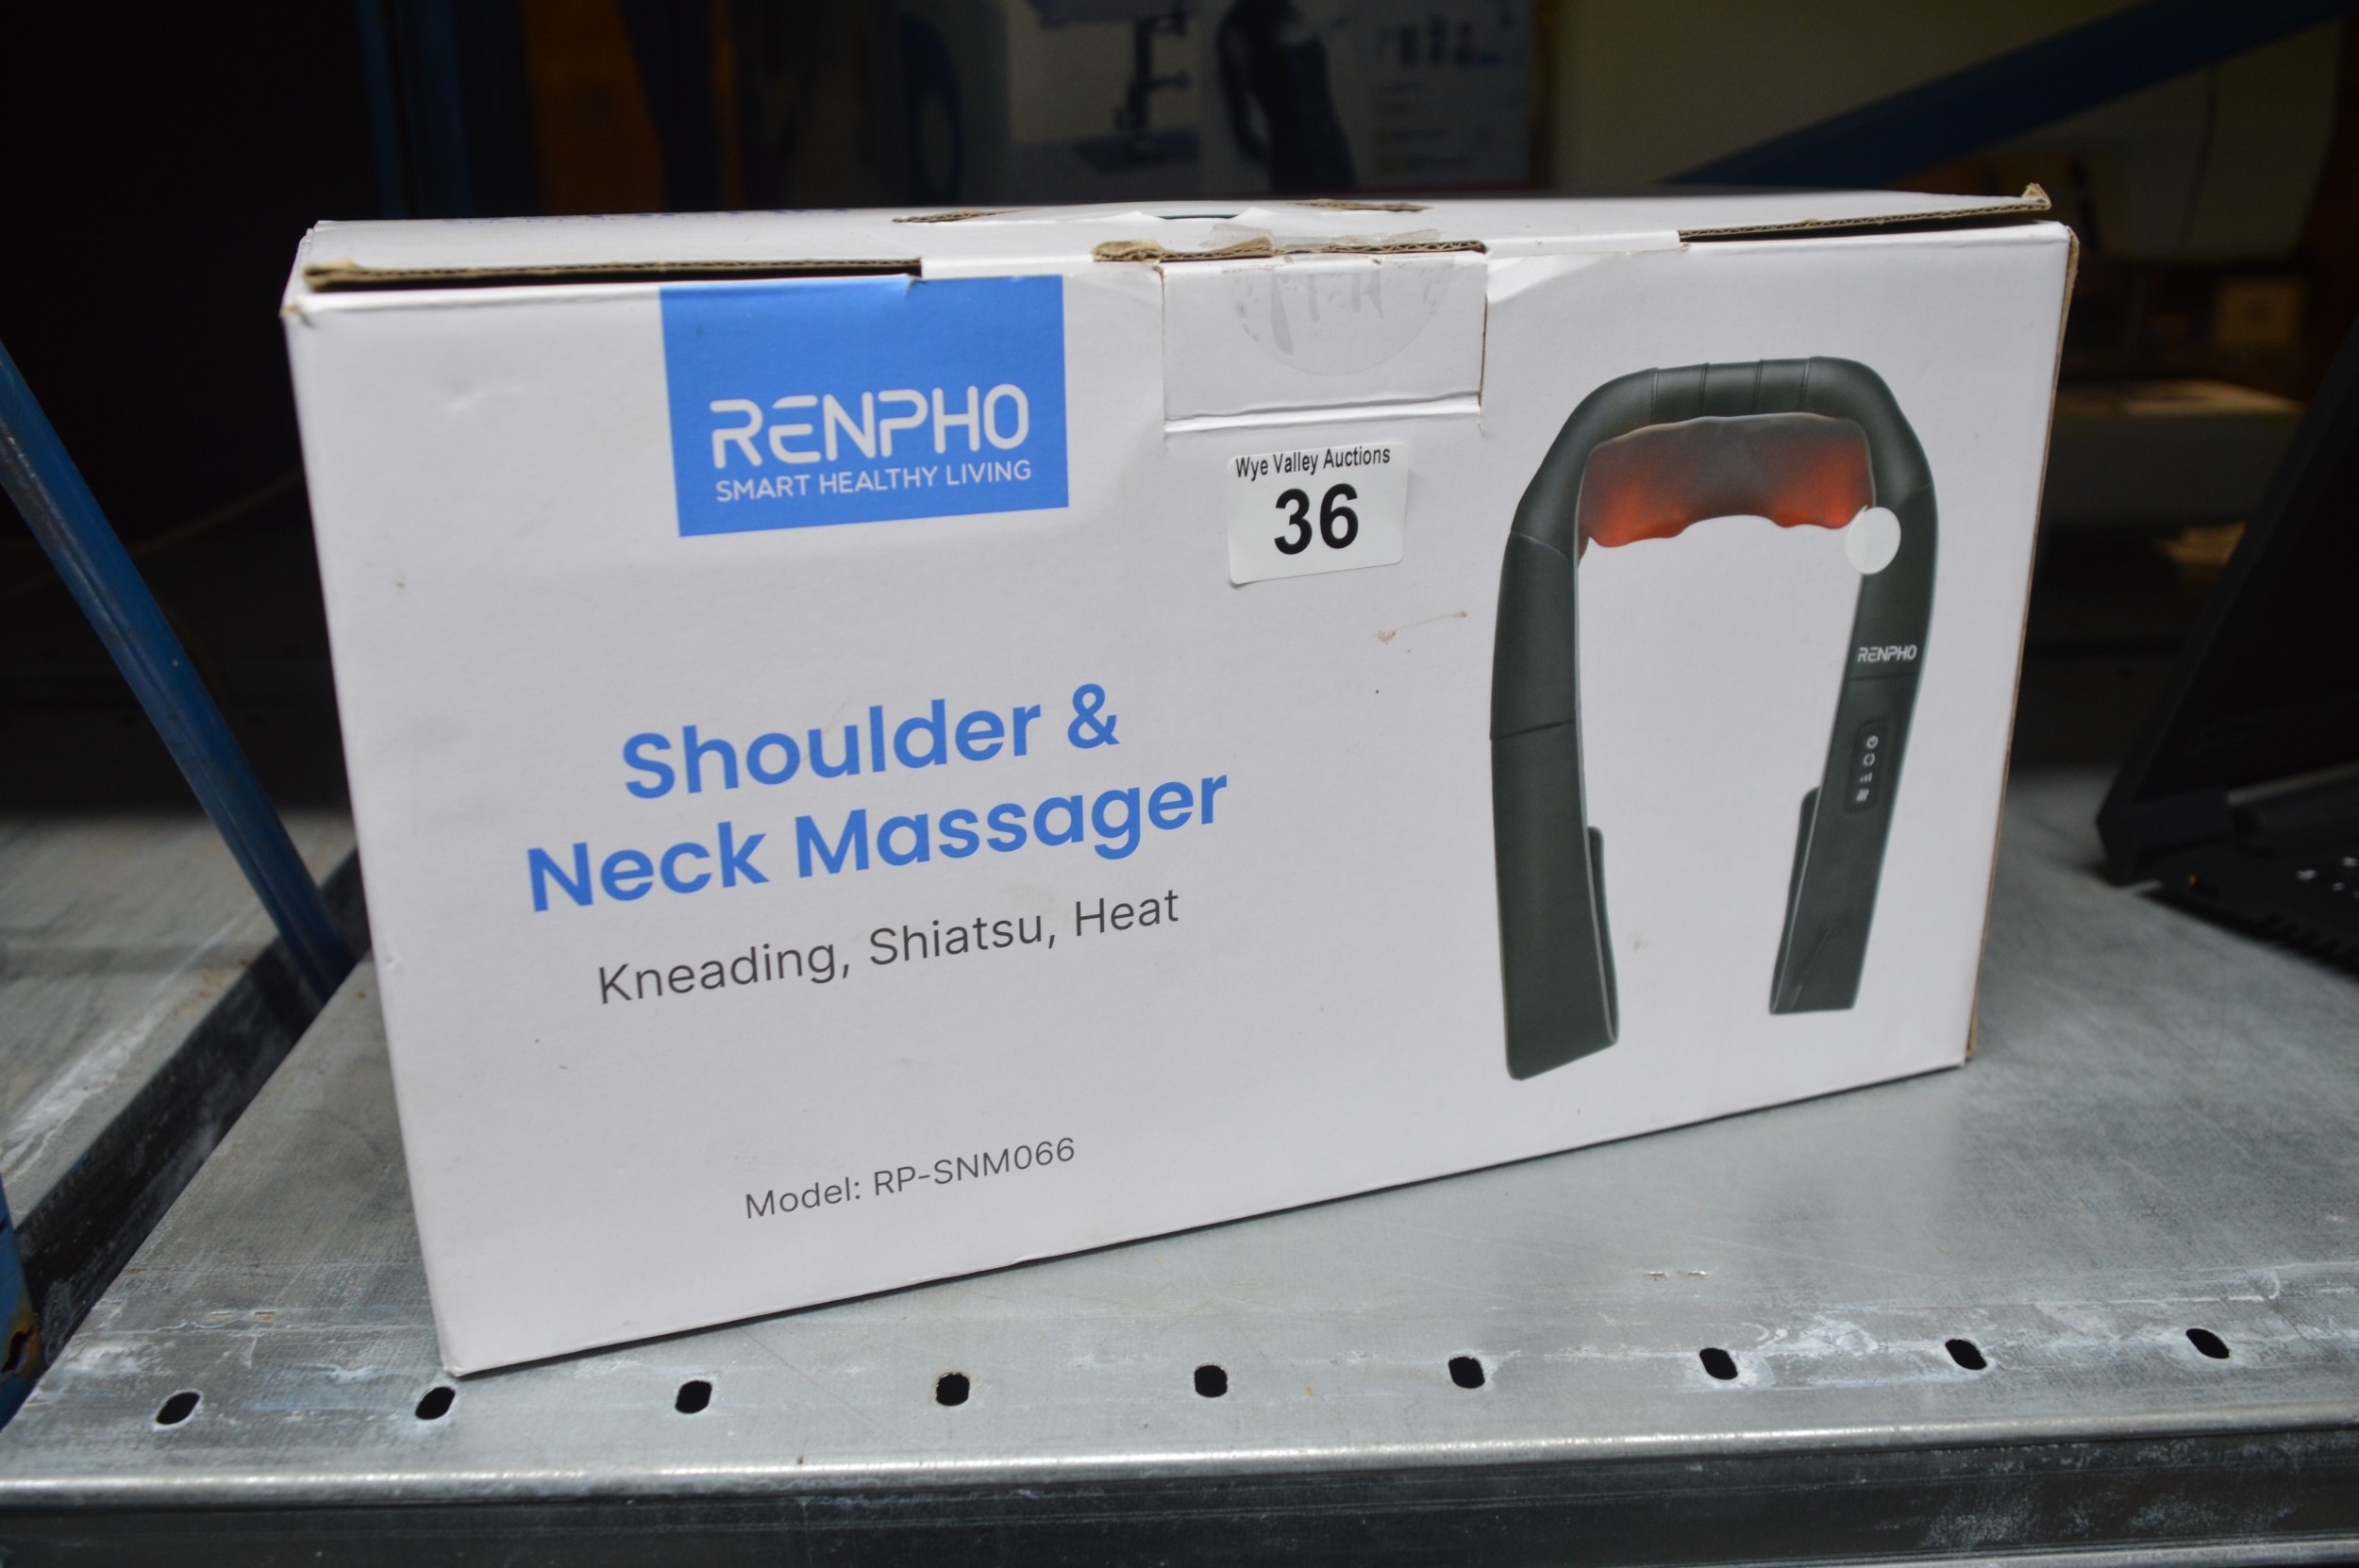 RENPHO
SMART HEALTHY LIVING
Wye Valley Auctions
36
Shoulder &
Neck Massager
Kneading, Shiatsu, Heat
Model: RP-SNM066
RENPHO